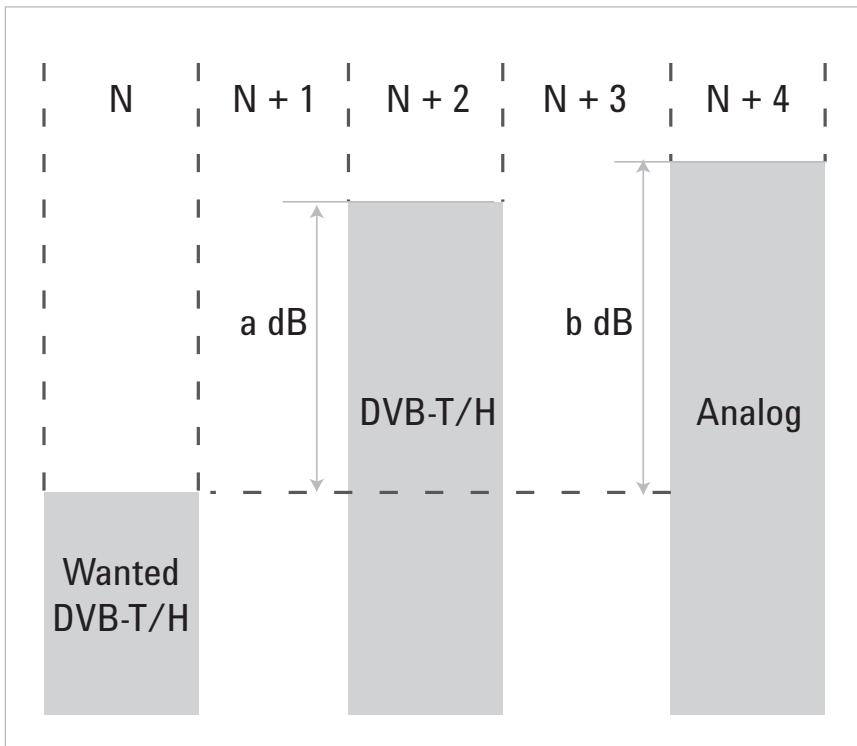 N N + 1 N + 2 N + 3 N + 4
a dB
b dB
DVB-T/H
Analog
Wanted
DVB-T/H